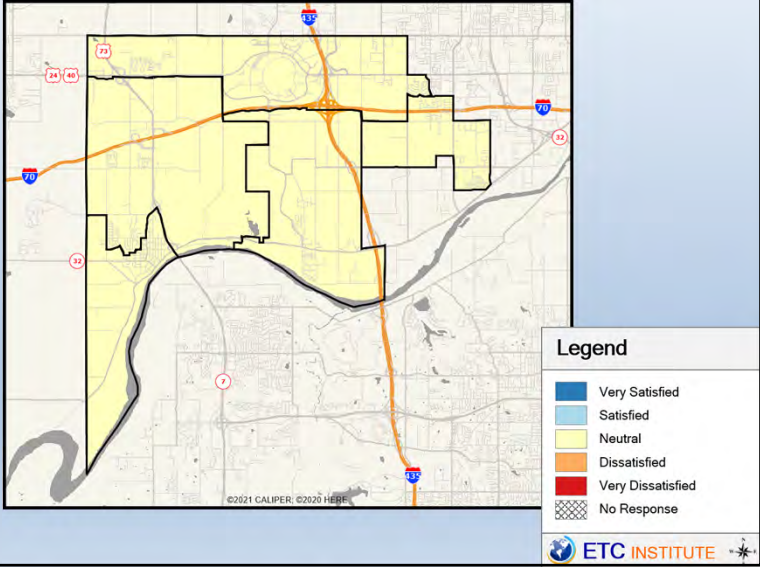 435
73
24
40
70
32
70
32
7
435
©2021 CALIPER; ©2020 HERE
Legend
Very Satisfied
Satisfied
Neutral
Dissatisfied
Very Dissatisfied
No Response
ETC INSTITUTE